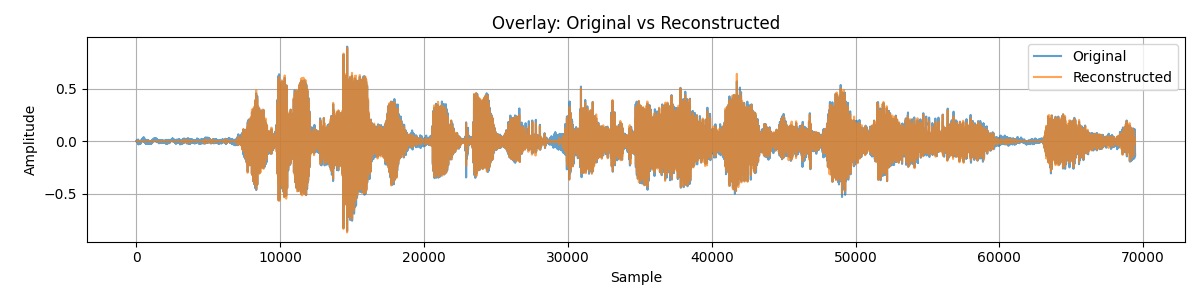 Overlay: Original vs Reconstructed
Original
Reconstructed
Amplitude
0.5
0.0
−0.5
0 10000 20000 30000 40000 50000 60000 70000
Sample